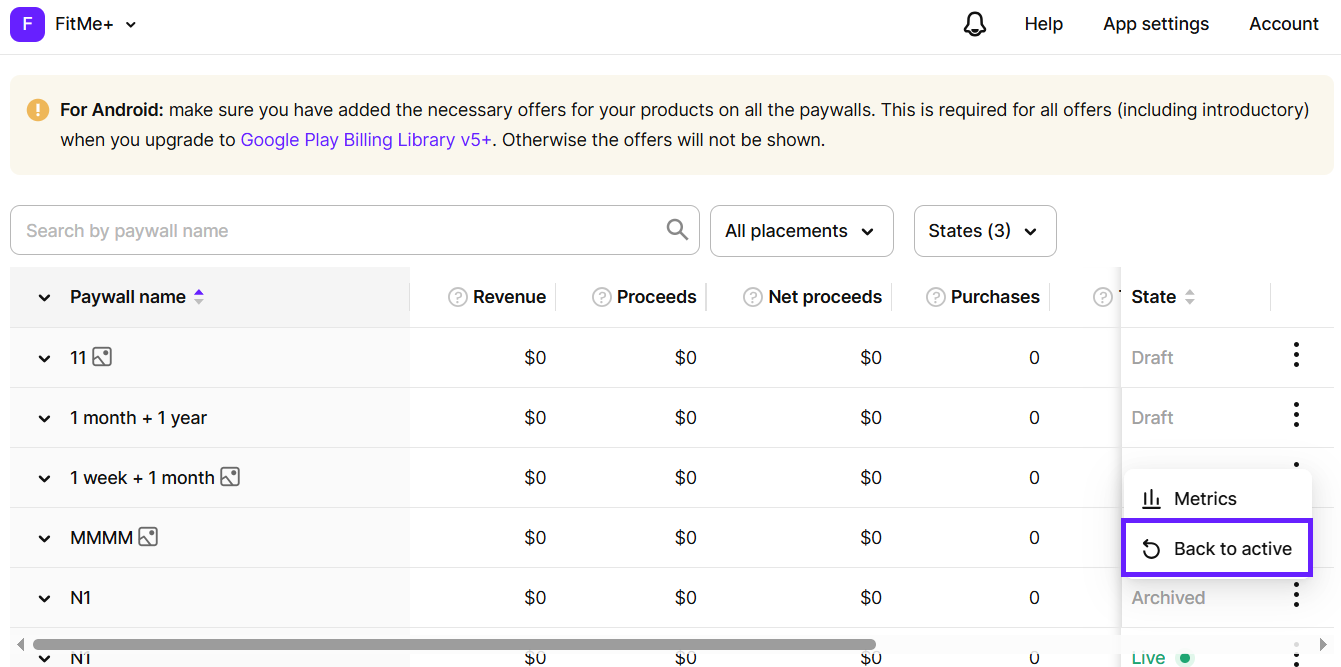 F FitMe+ Help App settings Account
For Android: make sure you have added the necessary offers for your products on all the paywalls. This is required for all offers (including introductory)
when you upgrade to Google Play Billing Library v5+. Otherwise the offers will not be shown.
Search by paywall name All placements States (3)
Paywall name ? Revenue ? Proceeds ? Net proceeds ? Purchases ? State
11 $0 $0 $0 0 Draft
1 month + 1 year $0 $0 $0 0 Draft
1 week + 1 month $0 $0 $0 0
Metrics
MMMM $0 $0 $0 0
Back to active
N1 $0 $0 $0 0 Archived
N1 $0 $0 $0 0 Live